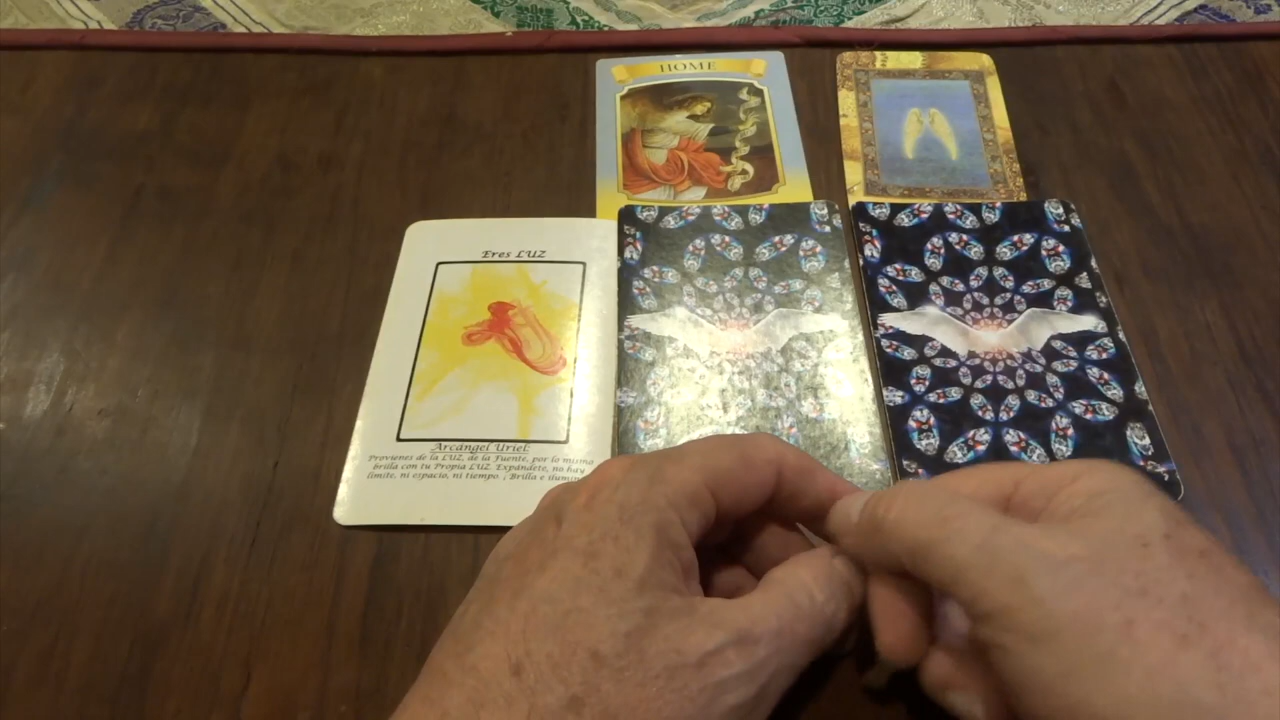 HOME
Eres LUZ
Arcángel Uriel:
Provienes de la LUZ, de la Fuente, por lo mismo
brilla con tu Propia LUZ. Expándete, no hay
límite, ni espacio, ni tiempo. ¡Brilla e